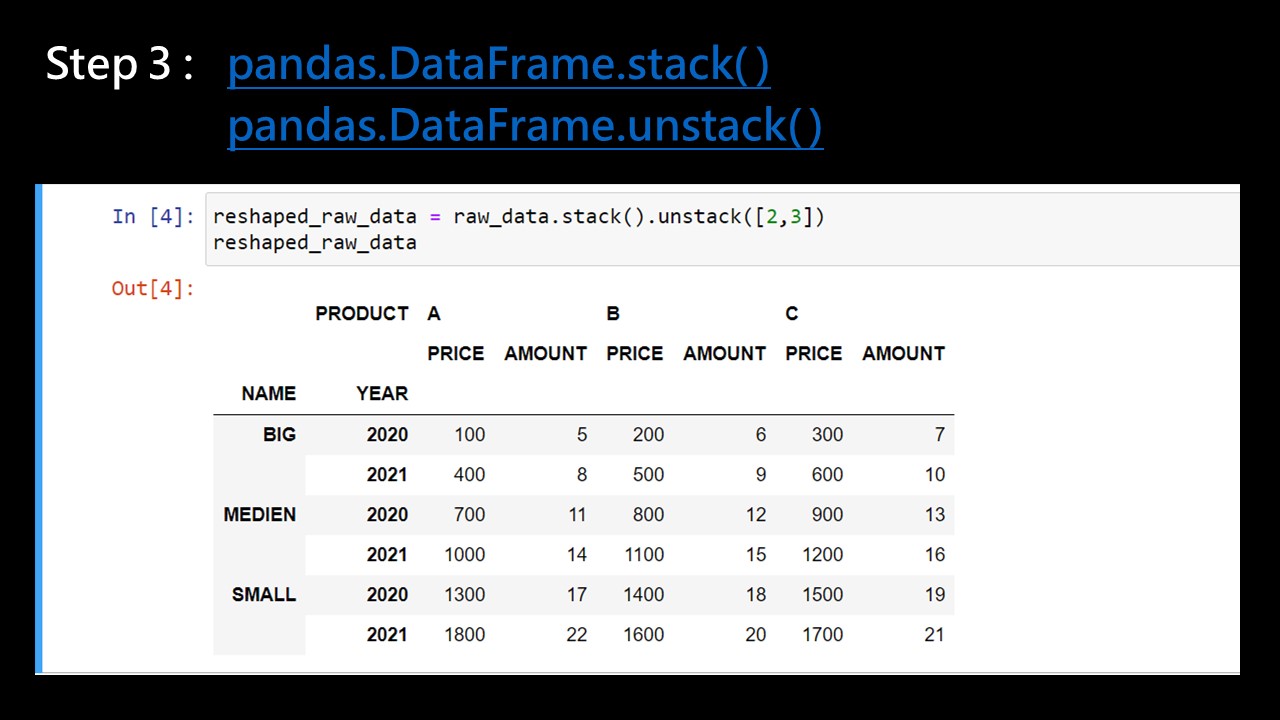 Step 3 : pandas.DataFrame.stack()
pandas.DataFrame.unstack()
In [4]: reshaped_raw_data = raw_data.stack().unstack([2,3])
reshaped_raw_data
Out[4]:
PRODUCT A B C
PRICE AMOUNT PRICE AMOUNT PRICE AMOUNT
NAME YEAR
BIG 2020 100 5 200 6 300 7
2021 400 8 500 9 600 10
MEDIEN 2020 700 11 800 12 900 13
2021 1000 14 1100 15 1200 16
SMALL 2020 1300 17 1400 18 1500 19
2021 1800 22 1600 20 1700 21